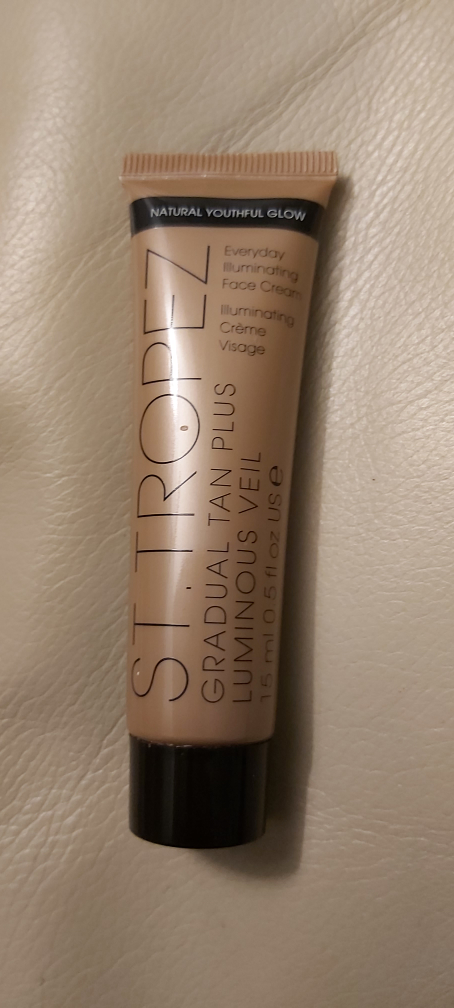 NATURAL YOUTHFUL GLOW
Everyday
Illuminating
Face Cream
Illuminating
Crème
Visage
ST.TROPEZ
GRADUAL TAN PLUS
LUMINOUS VEIL
15 ml 0.5 fl oz US e